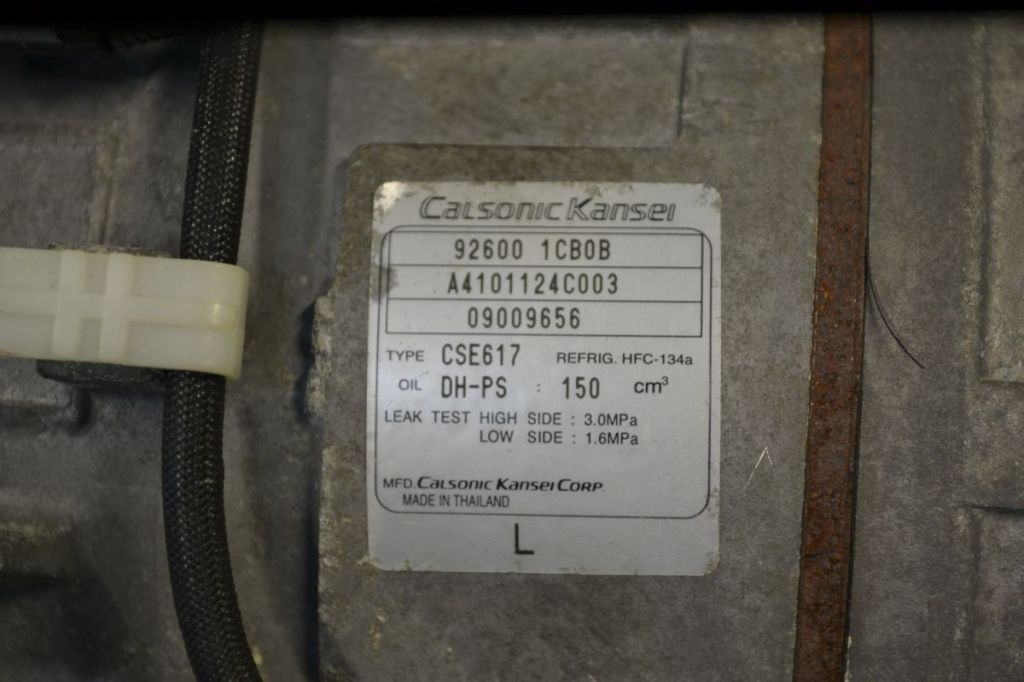 Calsonic Kansei
92600 1CB0B
A4101124C003
09009656
TYPE CSE617 REFRIG. HFC-134a
OIL DH-PS : 150 cm³
LEAK TEST HIGH SIDE : 3.0MPa
LOW SIDE : 1.6MPa
MFD. Calsonic Kansei CORP.
MADE IN THAILAND
L